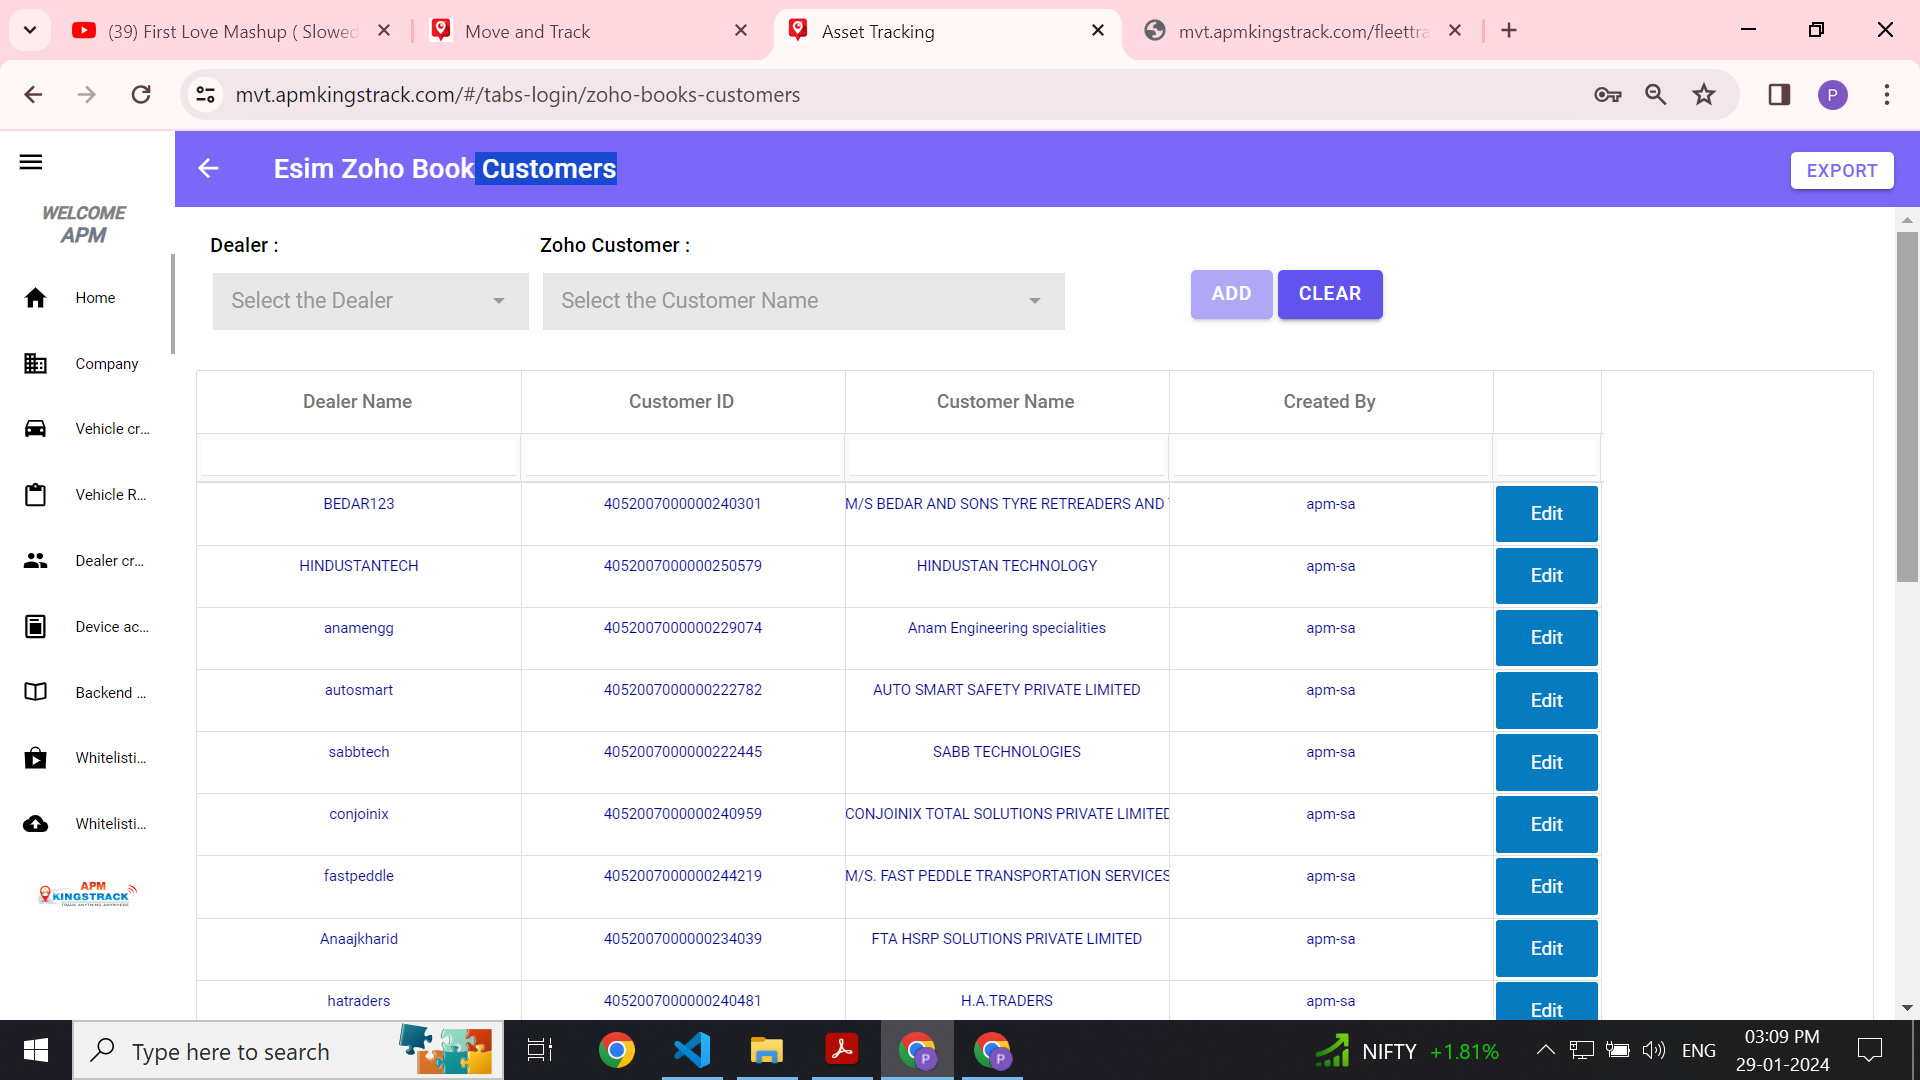 (39) First Love Mashup ( Slowed
Move and Track
Asset Tracking
mvt.apmkingstrack.com/fleettra
mvt.apmkingstrack.com/#/tabs-login/zoho-books-customers
P
WELCOME
APM
Home
Company
Vehicle cr...
Vehicle R...
Dealer cr...
Device ac...
Backend ...
Whitelisti...
Whitelisti...
APM
KINGSTRACK
TRACK ANYTHING ANYWHERE
Esim Zoho Book Customers
EXPORT
Dealer :
Zoho Customer :
Select the Dealer
Select the Customer Name
ADD
CLEAR
Dealer Name Customer ID Customer Name Created By
BEDAR123 4052007000000240301 M/S BEDAR AND SONS TYRE RETREADERS AND apm-sa Edit
HINDUSTANTECH 4052007000000250579 HINDUSTAN TECHNOLOGY apm-sa Edit
anamengg 4052007000000229074 Anam Engineering specialities apm-sa Edit
autosmart 4052007000000222782 AUTO SMART SAFETY PRIVATE LIMITED apm-sa Edit
sabbtech 4052007000000222445 SABB TECHNOLOGIES apm-sa Edit
conjoinix 4052007000000240959 CONJOINIX TOTAL SOLUTIONS PRIVATE LIMITED apm-sa Edit
fastpeddle 4052007000000244219 M/S. FAST PEDDLE TRANSPORTATION SERVICES apm-sa Edit
Anaajkharid 4052007000000234039 FTA HSRP SOLUTIONS PRIVATE LIMITED apm-sa Edit
hatraders 4052007000000240481 H.A.TRADERS apm-sa Edit
Type here to search
P
P
NIFTY +1.81%
ENG
03:09 PM
29-01-2024